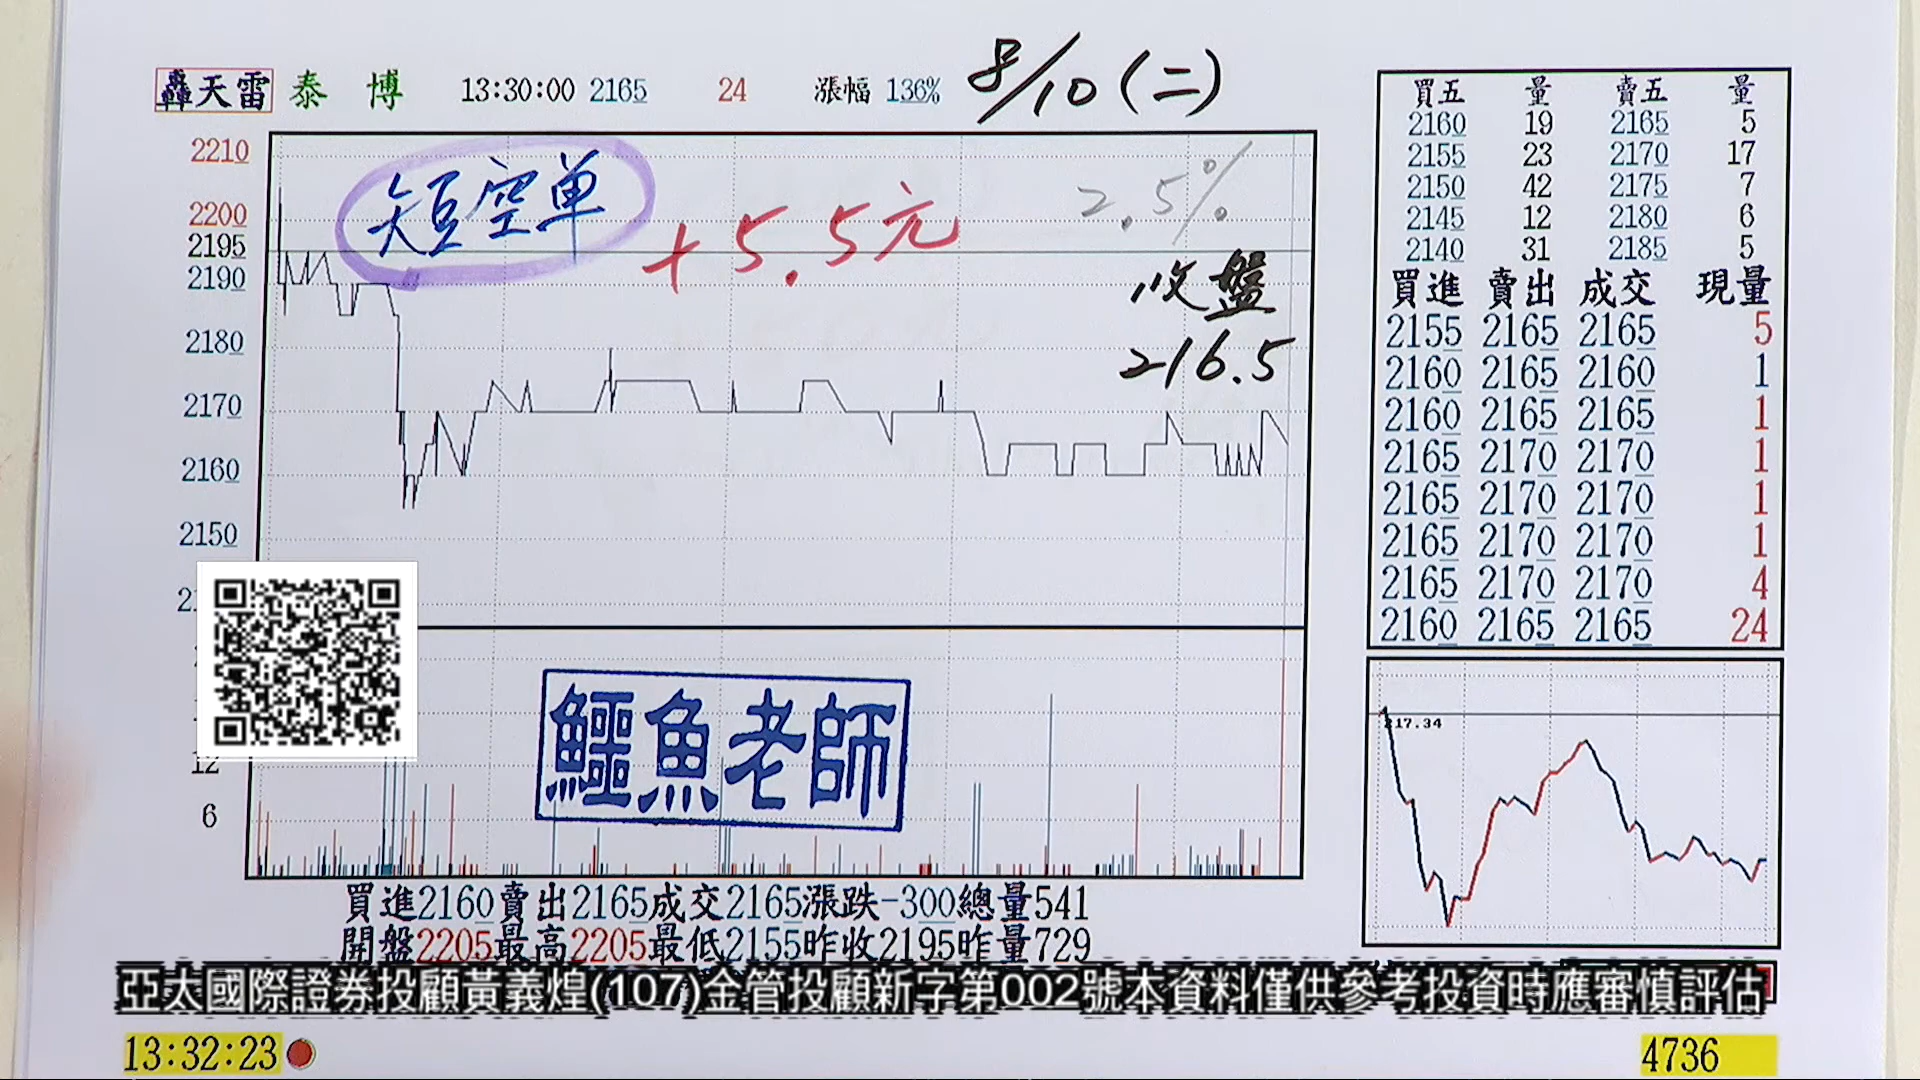 轟天雷 泰 博 13:30:00 2165 24 漲幅 136% 8/10(二)
2210
2200
2195
2190
2180
2170
2160
2150
12
6
短空单
+5.5元
2.5%
收盤
216.5
買五 量 賣五 量
2160 19 2165 5
2155 23 2170 17
2150 42 2175 7
2145 12 2180 6
2140 31 2185 5
買進 賣出 成交 現量
2155 2165 2165 5
2160 2165 2160 1
2160 2165 2165 1
2165 2170 2170 1
2165 2170 2170 1
2165 2170 2170 1
2165 2170 2170 4
2160 2165 2165 24
217.34
鱷魚老師
買進2160賣出2165成交2165漲跌-300總量541
開盤2205最高2205最低2155昨收2195昨量729
亞太國際證券投顧黃義煌(107)金管投顧新字第002號本資料僅供參考投資時應審慎評估
13:32:23
4736